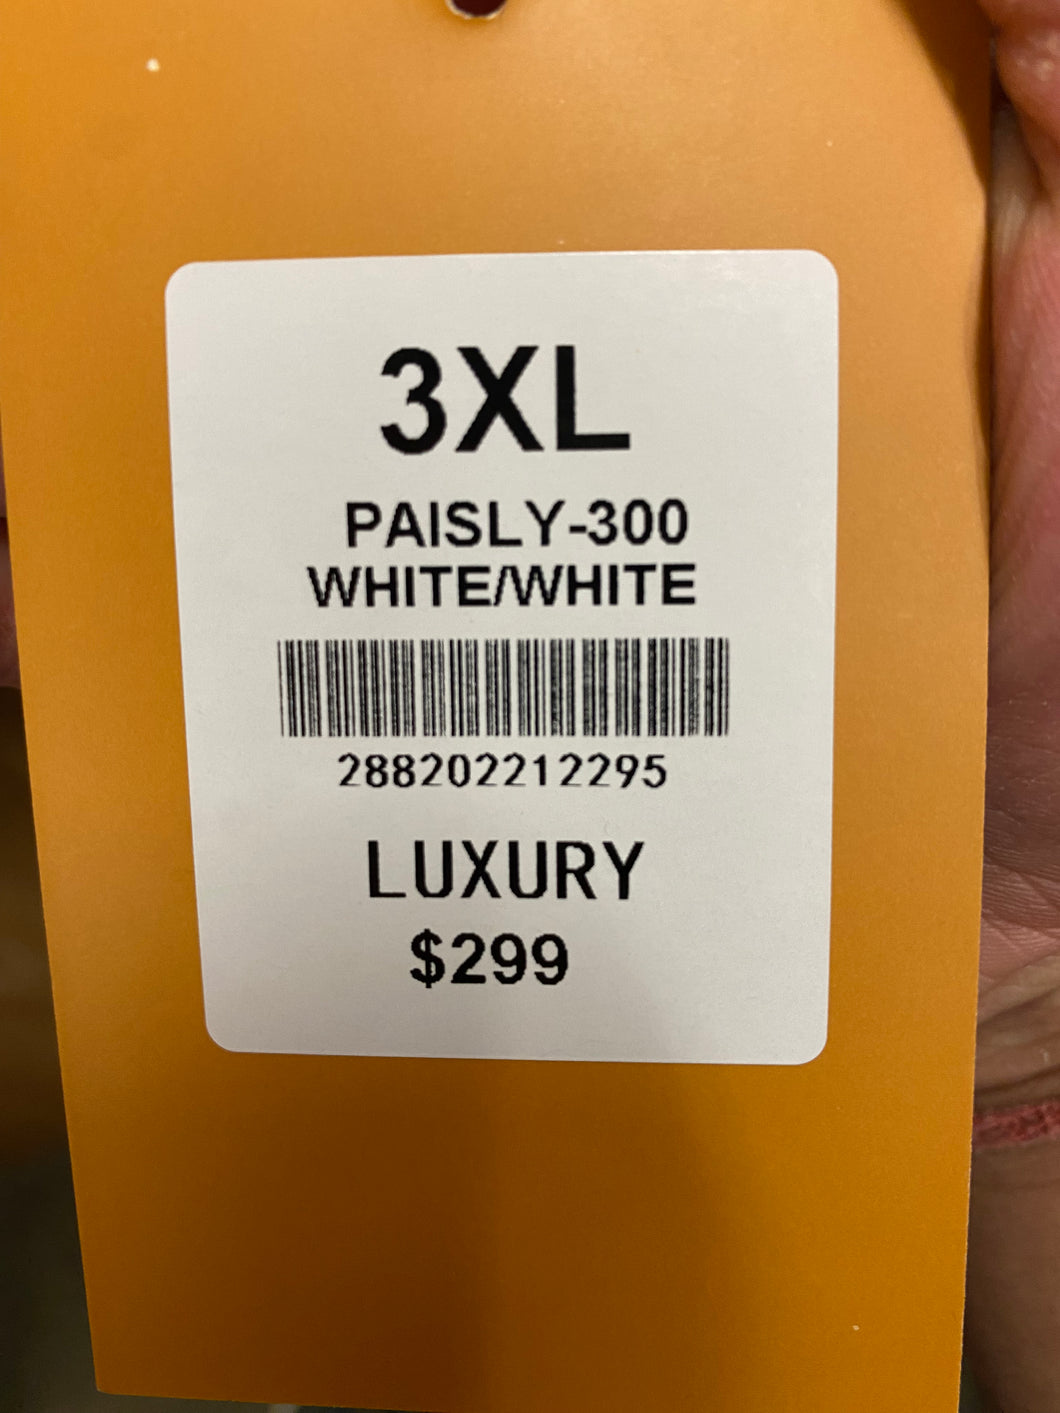 3XL
PAISLY-300
WHITE/WHITE
288202212295
LUXURY
$299